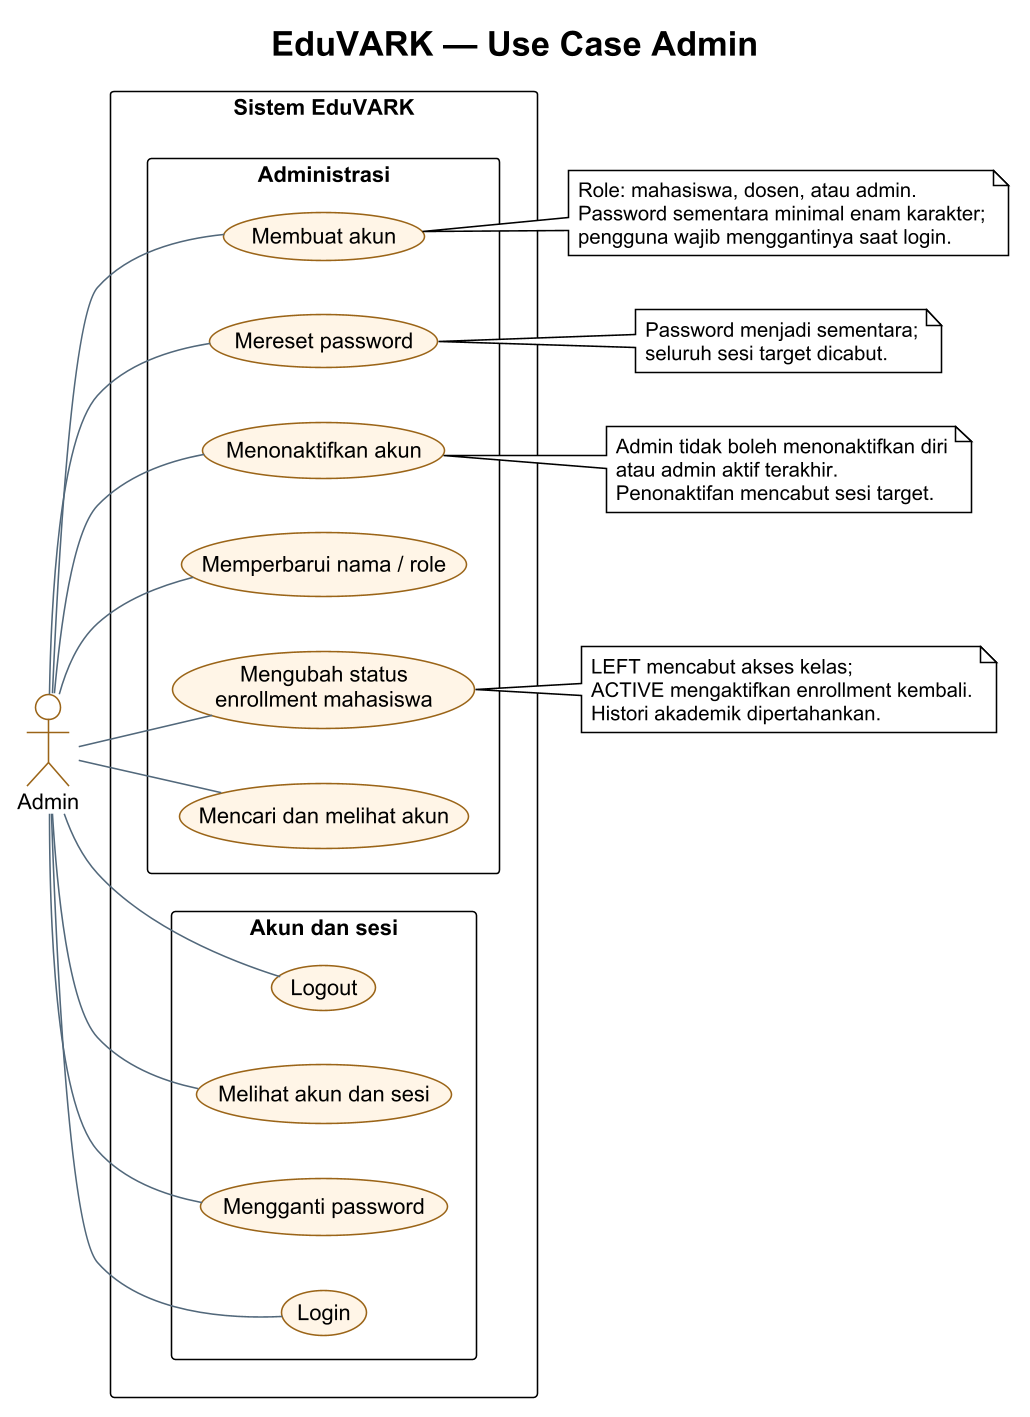 EduVARK — Use Case Admin
Sistem EduVARK
Administrasi
Membuat akun
Role: mahasiswa, dosen, atau admin.
Password sementara minimal enam karakter;
pengguna wajib menggantinya saat login.
Mereset password
Password menjadi sementara;
seluruh sesi target dicabut.
Menonaktifkan akun
Admin tidak boleh menonaktifkan diri
atau admin aktif terakhir.
Penonaktifan mencabut sesi target.
Memperbarui nama / role
Mengubah status
enrollment mahasiswa
LEFT mencabut akses kelas;
ACTIVE mengaktifkan enrollment kembali.
Histori akademik dipertahankan.
Admin
Mencari dan melihat akun
Akun dan sesi
Logout
Melihat akun dan sesi
Mengganti password
Login